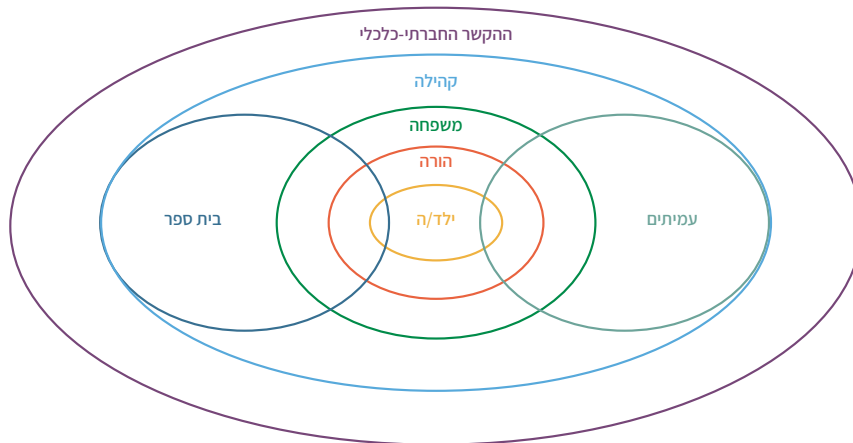 ההקשר החברתי-כלכלי
קהילה
משפחה
הורה
עמיתים
ילד/ה
בית ספר